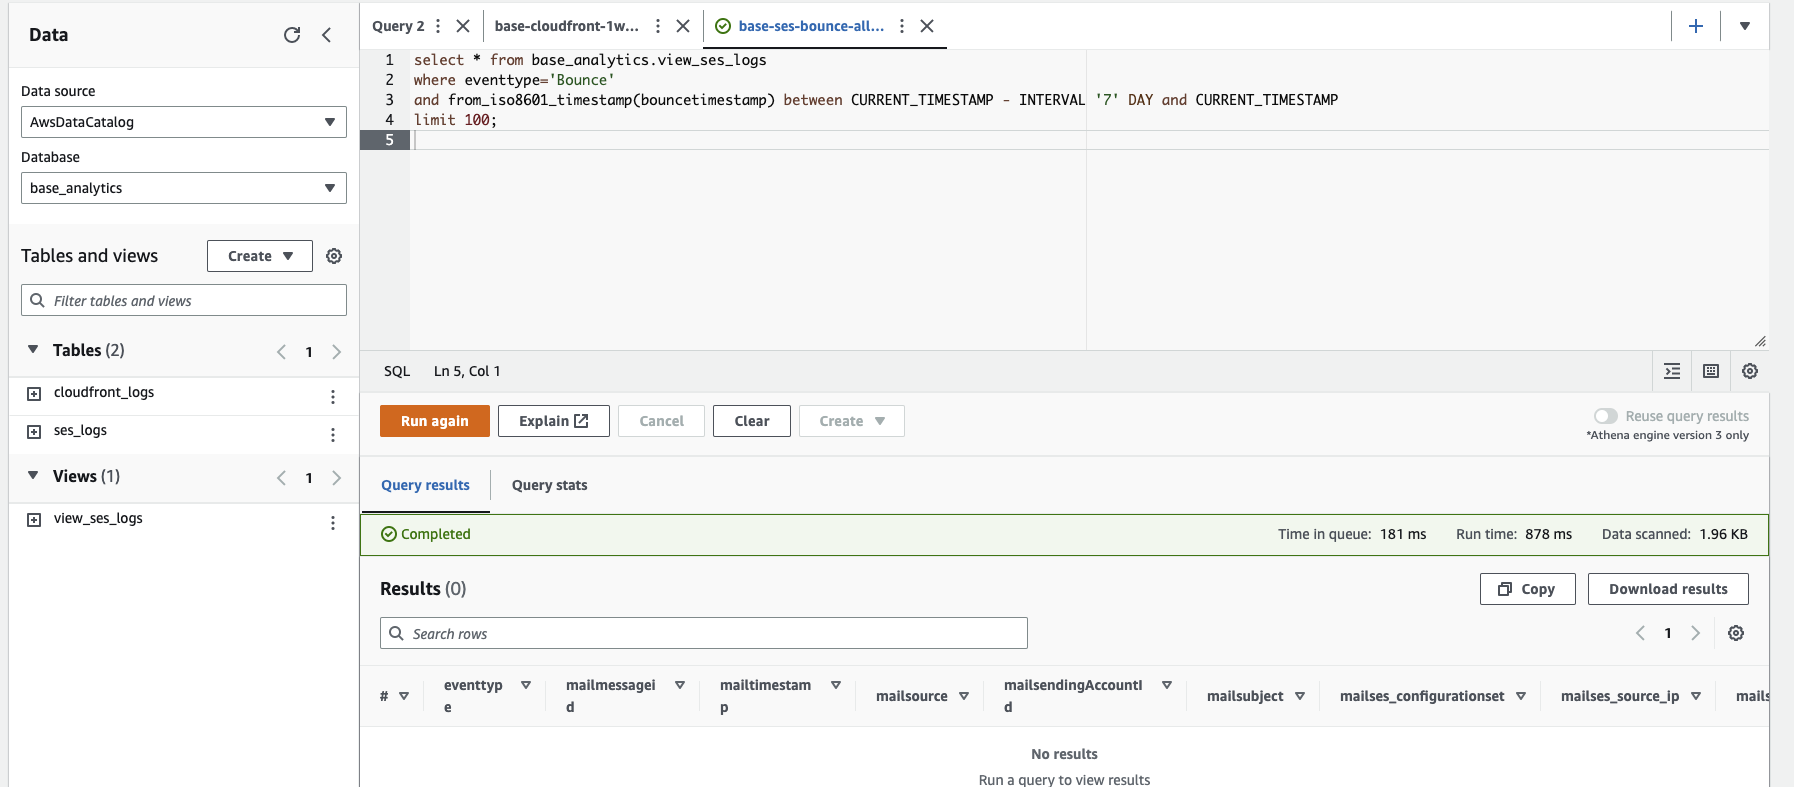 Data
Data source
AwsDataCatalog
Database
base_analytics
Tables and views
Create
Filter tables and views
Tables (2)
1
cloudfront_logs
ses_logs
Views (1)
1
view_ses_logs
Query 2
base-cloudfront-1w...
base-ses-bounce-all...
1 select * from base_analytics.view_ses_logs
2 where eventtype='Bounce'
3 and from_iso8601_timestamp(bouncetimestamp) between CURRENT_TIMESTAMP - INTERVAL '7' DAY and CURRENT_TIMESTAMP
4 limit 100;
5
SQL Ln 5, Col 1
Run again
Explain
Cancel
Clear
Create
Reuse query results
*Athena engine version 3 only
Query results
Query stats
Completed
Time in queue: 181 ms Run time: 878 ms Data scanned: 1.96 KB
Results (0)
Copy
Download results
Search rows
1
#
eventtyp
e
mailmessagei
d
mailtimestam
p
mailsource
mailsendingAccountI
d
mailsubject
mailses_configurationset
mailses_source_ip
mails
No results
Run a query to view results